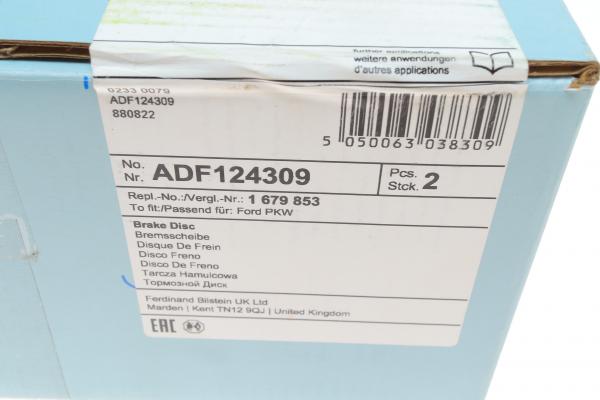 further applications
weitere anwendungen
d'autres applications
6233 0079
ADF124309
880822
5 050063 038309
No. Nr. ADF124309
Pcs. Stck. 2
Repl.-No.:/Vergl.-Nr.: 1 679 853
To fit:/Passend für: Ford PKW
Brake Disc
Bremsscheibe
Disque De Frein
Disco Freno
Disco De Freno
Tarcza Hamulcowa
Тормозной Диск
Ferdinand Bilstein UK Ltd
Marden | Kent TN12 9QJ | United Kingdom
EAC